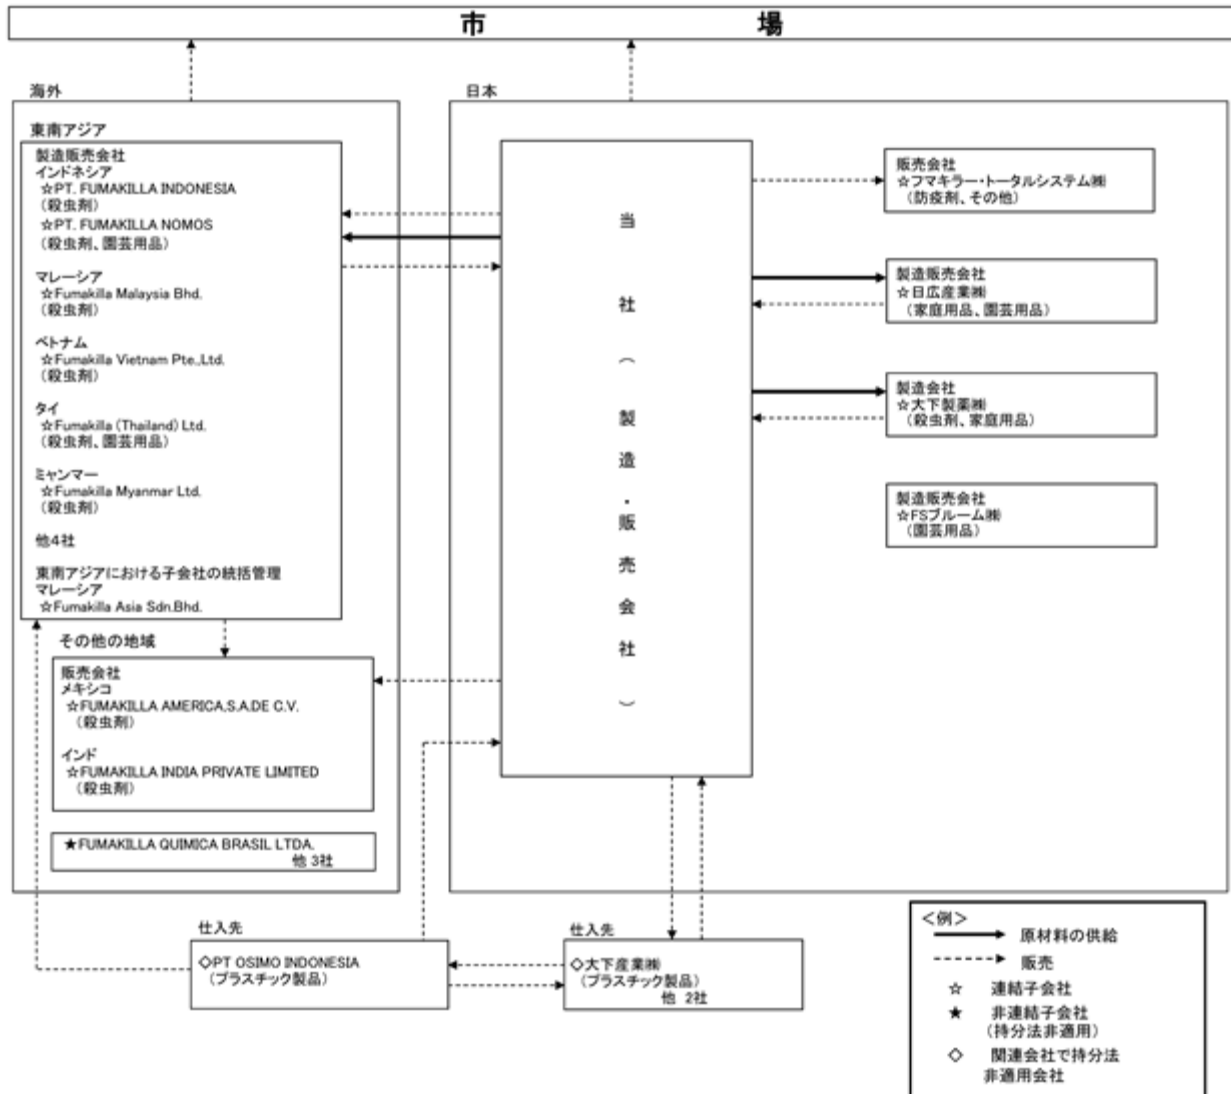 市場
海外
東南アジア
製造販売会社
インドネシア
☆PT. FUMAKILLA INDONESIA
(殺虫剤)
☆PT. FUMAKILLA NOMOS
(殺虫剤、園芸用品)
マレーシア
☆Fumakilla Malaysia Bhd.
(殺虫剤)
ベトナム
☆Fumakilla Vietnam Pte.,Ltd.
(殺虫剤)
タイ
☆Fumakilla (Thailand) Ltd.
(殺虫剤、園芸用品)
ミャンマー
☆Fumakilla Myanmar Ltd.
(殺虫剤)
他4社
東南アジアにおける子会社の統括管理
マレーシア
☆Fumakilla Asia Sdn.Bhd.
その他の地域
販売会社
メキシコ
☆FUMAKILLA AMERICA,S.A.DE C.V.
(殺虫剤)
インド
☆FUMAKILLA INDIA PRIVATE LIMITED
(殺虫剤)
★FUMAKILLA QUIMICA BRASIL LTDA.
他 3社
日本
当社(製造・販売会社)
販売会社
☆フマキラー・トータルシステム㈱
(防疫剤、その他)
製造販売会社
☆日広産業㈱
(家庭用品、園芸用品)
製造会社
☆大下製薬㈱
(殺虫剤、家庭用品)
製造販売会社
☆FSブルーム㈱
(園芸用品)
仕入先
◇PT OSIMO INDONESIA
(プラスチック製品)
仕入先
◇大下産業㈱
(プラスチック製品)
他 2社
<例>
原材料の供給
販売
☆ 連結子会社
★ 非連結子会社
(持分法非適用)
◇ 関連会社で持分法
非適用会社